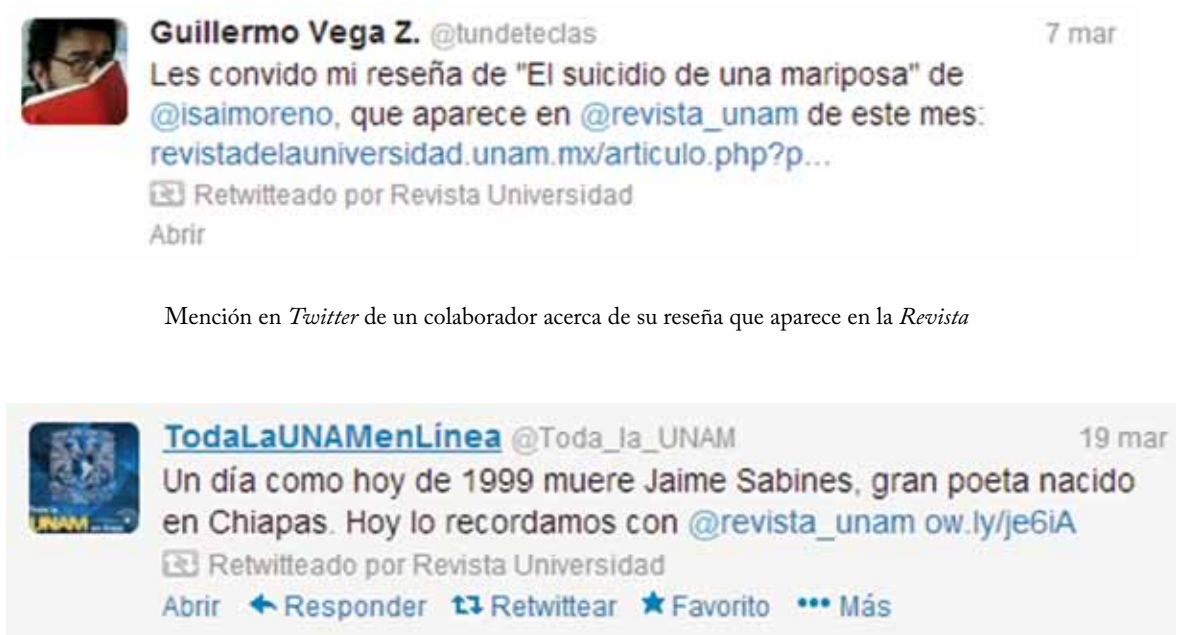 Guillermo Vega Z. @tundeteclas 7 mar
Les convido mi reseña de "El suicidio de una mariposa" de
@isaimoreno, que aparece en @revista_unam de este mes:
revistadelauniversidad.unam.mx/articulo.php?p...
Retwitteado por Revista Universidad
Abrir
Mención en Twitter de un colaborador acerca de su reseña que aparece en la Revista
TodaLaUNAMenLínea @Toda_la_UNAM 19 mar
Un día como hoy de 1999 muere Jaime Sabines, gran poeta nacido
en Chiapas. Hoy lo recordamos con @revista_unam ow.ly/je6iA
UNAM
Retwitteado por Revista Universidad
Abrir Responder Retwittear Favorito Más